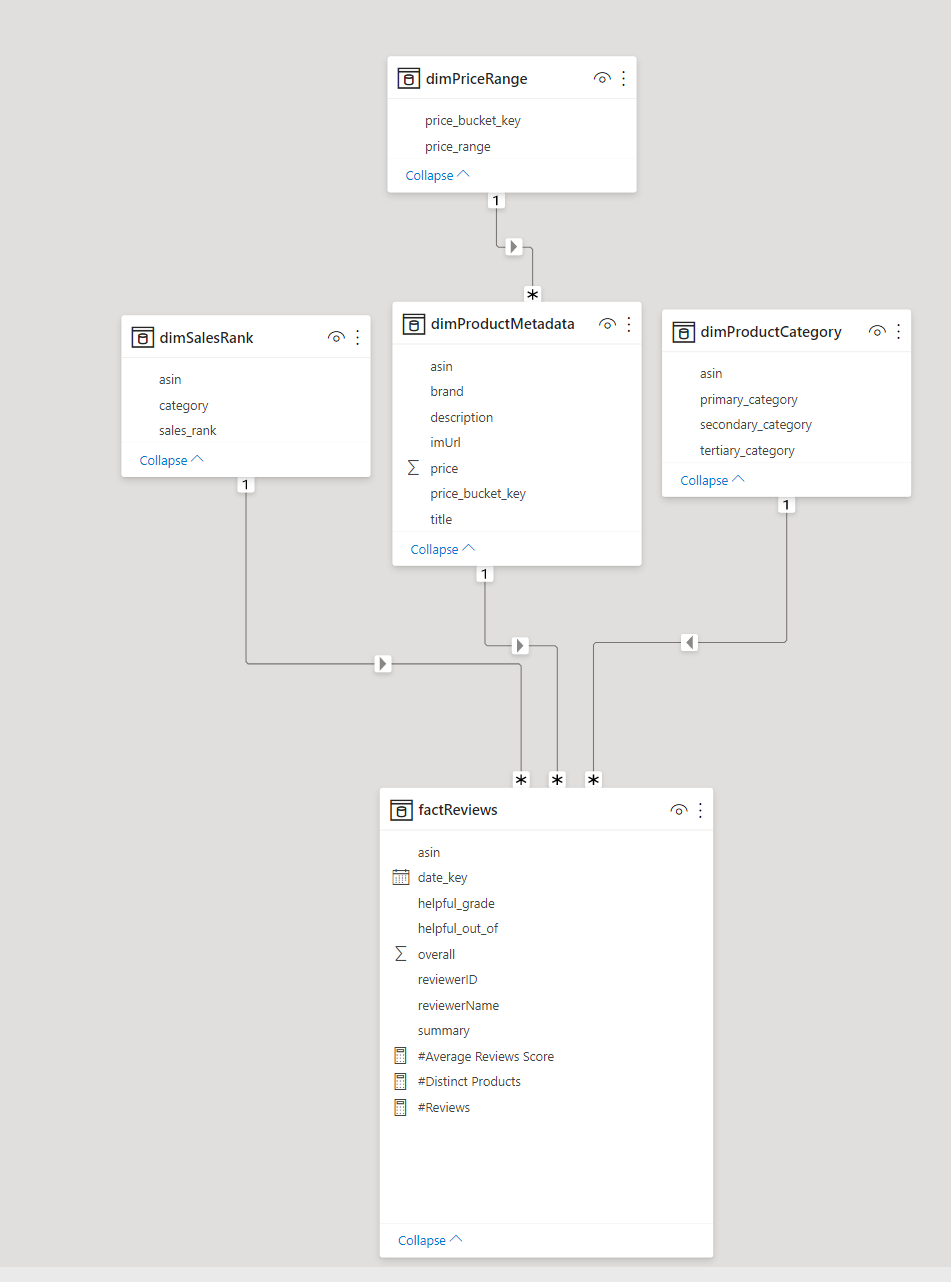 dimPriceRange
price_bucket_key
price_range
Collapse
1
*
dimSalesRank
asin
category
sales_rank
Collapse
1
dimProductMetadata
asin
brand
description
imUrl
Σ price
price_bucket_key
title
Collapse
1
dimProductCategory
asin
primary_category
secondary_category
tertiary_category
Collapse
1
* * *
factReviews
asin
date_key
helpful_grade
helpful_out_of
Σ overall
reviewerID
reviewerName
summary
#Average Reviews Score
#Distinct Products
#Reviews
Collapse